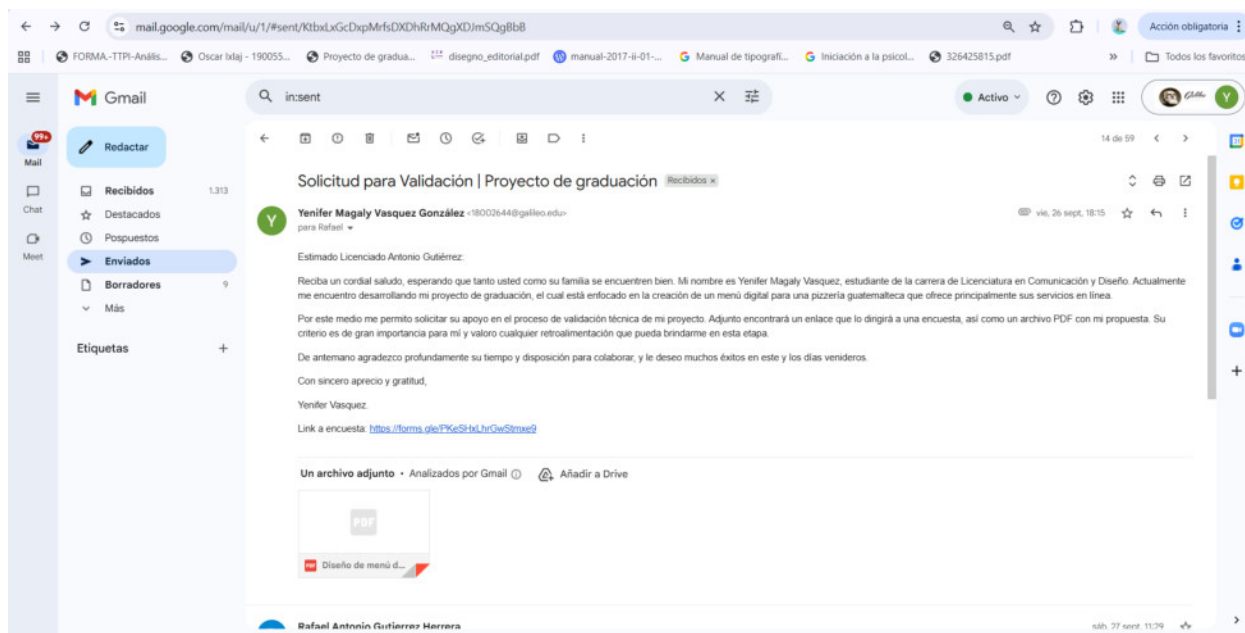 mail.google.com/mail/u/1/#sent/KtbxLxGcDxpMrfsDXDhRrMQgXDJmSQgBbB
Acción obligatoria
FORMA.-TTPI-Anális... Oscar Ixlaj - 190055... Proyecto de gradua... disegno_editorial.pdf manual-2017-ii-01-... Manual de tipografí... Iniciación a la psicol... 326425815.pdf » Todos los favoritos
Gmail
in:sent
Activo
Galileo
Y
99+
Mail
Chat
Meet
Redactar
Recibidos 1.313
Destacados
Pospuestos
Enviados
Borradores 9
Más
Etiquetas +
14 de 59
Solicitud para Validación | Proyecto de graduación Recibidos x
Y
Yenifer Magaly Vasquez González <18002644@galileo.edu> vie, 26 sept, 18:15
para Rafael
Estimado Licenciado Antonio Gutiérrez:
Reciba un cordial saludo, esperando que tanto usted como su familia se encuentren bien. Mi nombre es Yenifer Magaly Vasquez, estudiante de la carrera de Licenciatura en Comunicación y Diseño. Actualmente
me encuentro desarrollando mi proyecto de graduación, el cual está enfocado en la creación de un menú digital para una pizzería guatemalteca que ofrece principalmente sus servicios en línea.
Por este medio me permito solicitar su apoyo en el proceso de validación técnica de mi proyecto. Adjunto encontrará un enlace que lo dirigirá a una encuesta, así como un archivo PDF con mi propuesta. Su
criterio es de gran importancia para mí y valoro cualquier retroalimentación que pueda brindarme en esta etapa.
De antemano agradezco profundamente su tiempo y disposición para colaborar, y le deseo muchos éxitos en este y los días venideros.
Con sincero aprecio y gratitud,
Yenifer Vasquez
Link a encuesta: https://forms.gle/PKeSHxLhrGwStmxe9
Un archivo adjunto • Analizados por Gmail Añadir a Drive
PDF
PDF Diseño de menú d...
Rafael Antonio Gutierrez Herrera sáb, 27 sept, 11:29